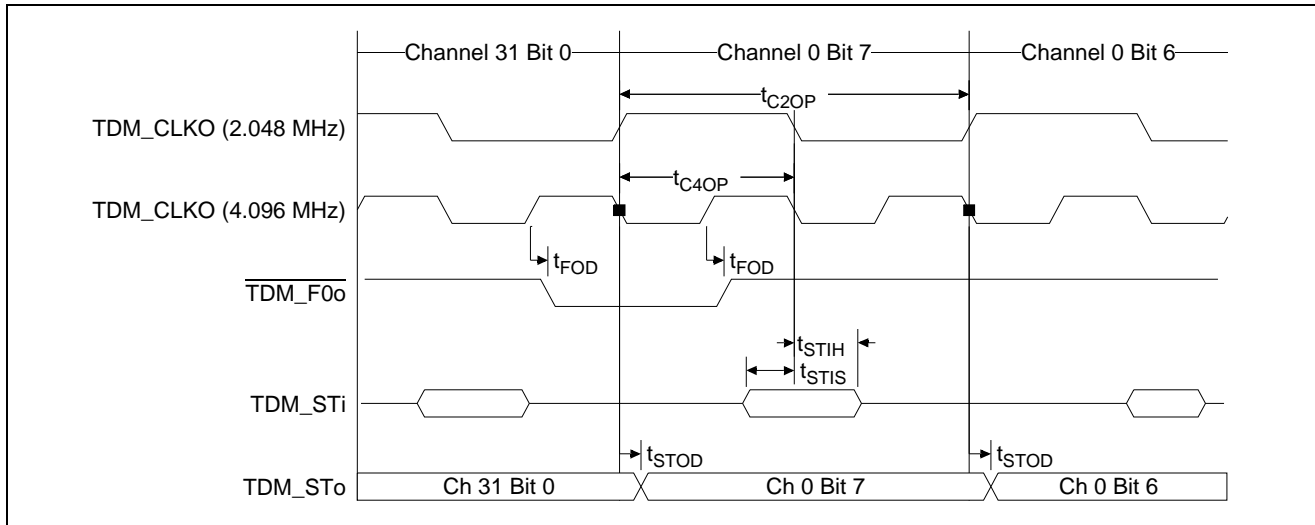 Channel 31 Bit 0 Channel 0 Bit 7 Channel 0 Bit 6
tC2OP
TDM_CLKO (2.048 MHz)
tC4OP
TDM_CLKO (4.096 MHz)
tFOD tFOD
TDM_F0o
tSTIH
tSTIS
TDM_STi
tSTOD tSTOD
TDM_STo Ch 31 Bit 0 Ch 0 Bit 7 Ch 0 Bit 6